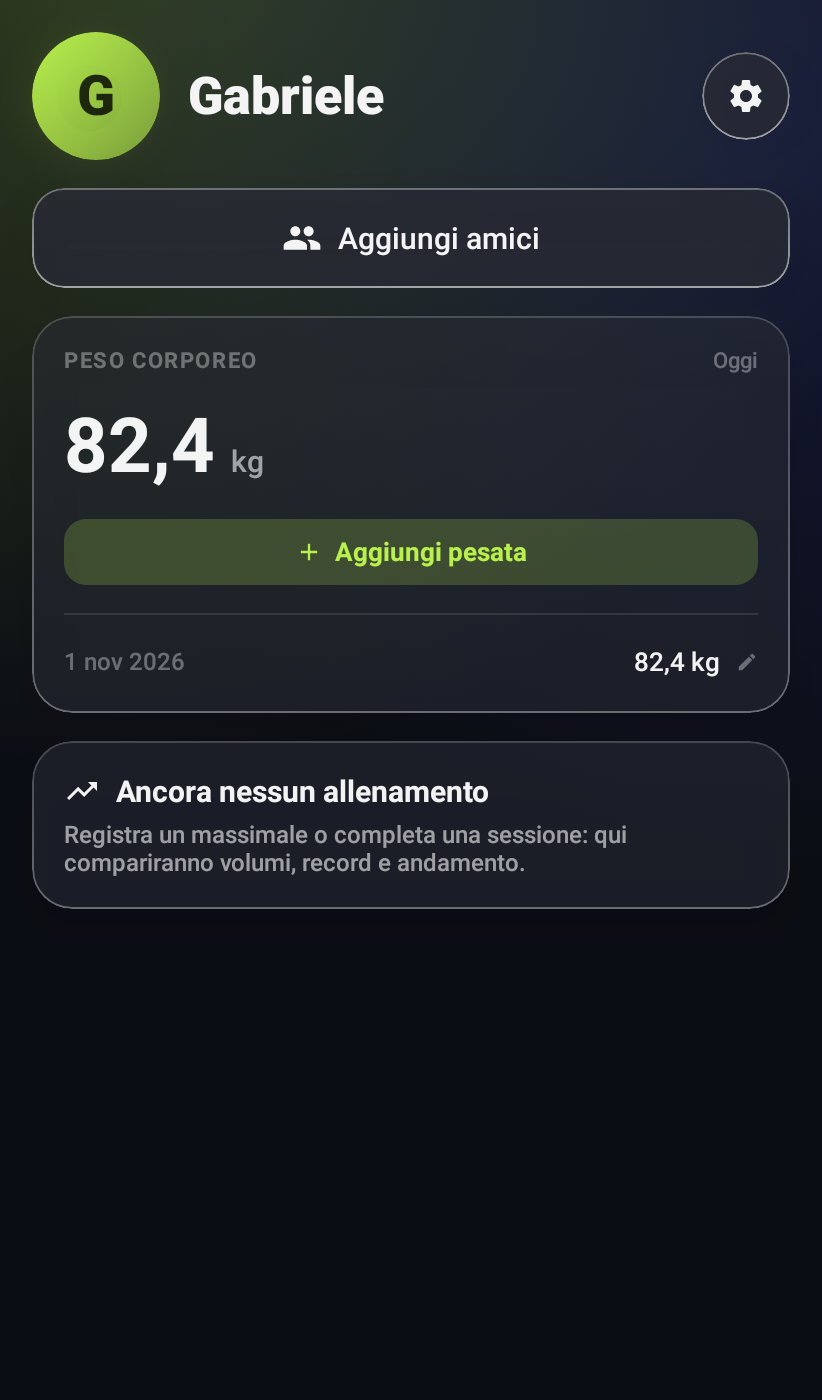 G
Gabriele
Aggiungi amici
PESO CORPOREO
Oggi
82,4 kg
+ Aggiungi pesata
1 nov 2026
82,4 kg
Ancora nessun allenamento
Registra un massimale o completa una sessione: qui
compariranno volumi, record e andamento.